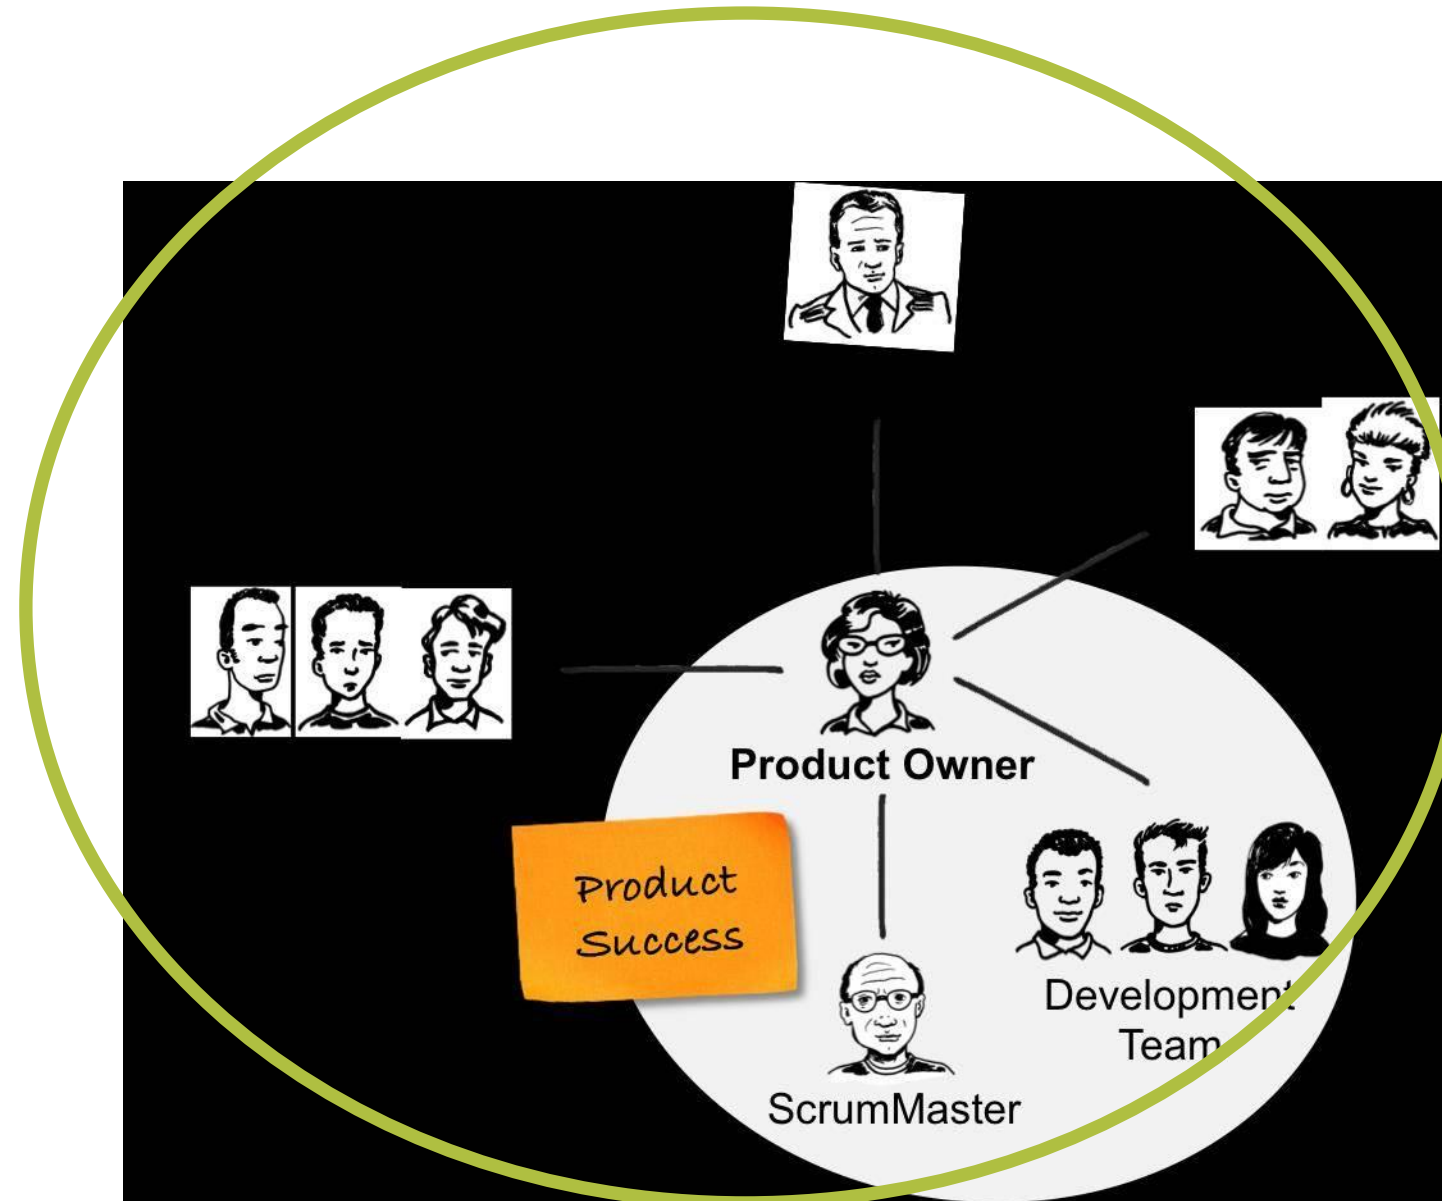 Product Owner
Product
Success
Development
Team
ScrumMaster